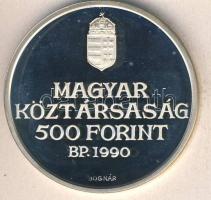 MAGYAR
KÖZTÁRSASÁG
500 FORINT
BP. 1990
BOGNÁR